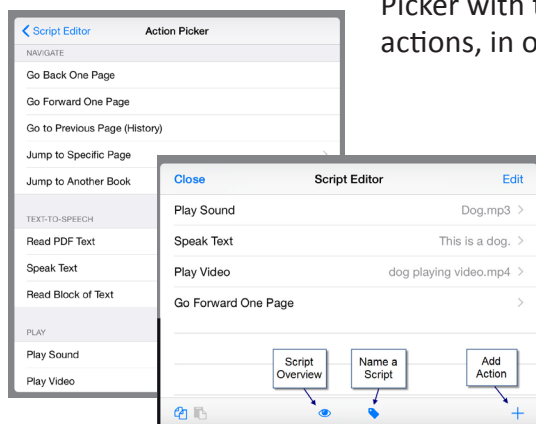 Picker with
actions, in o
Script Editor Action Picker
NAVIGATE
Go Back One Page
Go Forward One Page
Go to Previous Page (History)
Jump to Specific Page
Jump to Another Book
TEXT-TO-SPEECH
Read PDF Text
Speak Text
Read Block of Text
PLAY
Play Sound
Play Video
Close Script Editor Edit
Play Sound Dog.mp3
Speak Text This is a dog.
Play Video dog playing video.mp4
Go Forward One Page
Script
Overview
Name a
Script
Add
Action